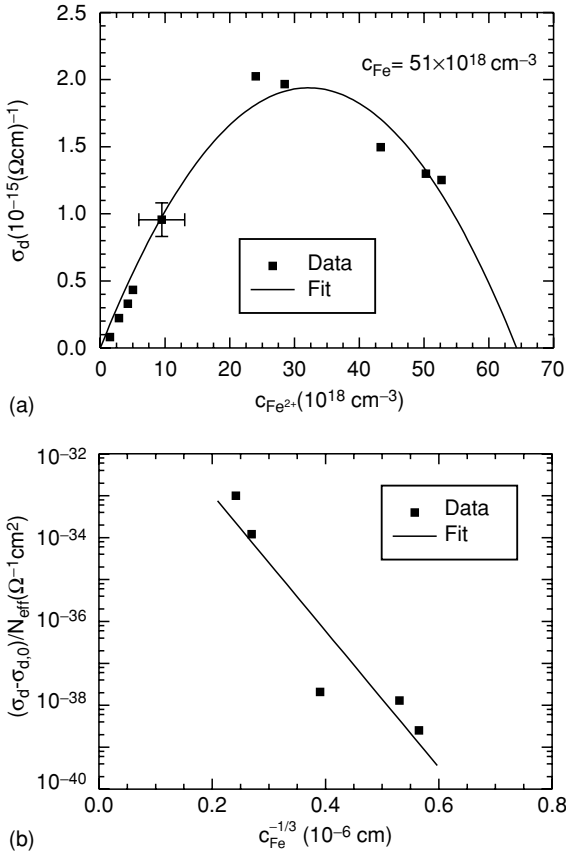 2.5
2.0
1.5
1.0
0.5
0.0
σd(10−15(Ωcm)−1)
cFe= 51×1018 cm−3
Data
Fit
0 10 20 30 40 50 60 70
(a) cFe2+(1018 cm−3)
10−32
10−34
10−36
10−38
10−40
(σd-σd,0)/Neff(Ω−1cm2)
Data
Fit
0.0 0.2 0.4 0.6 0.8
(b) cFe−1/3 (10−6 cm)